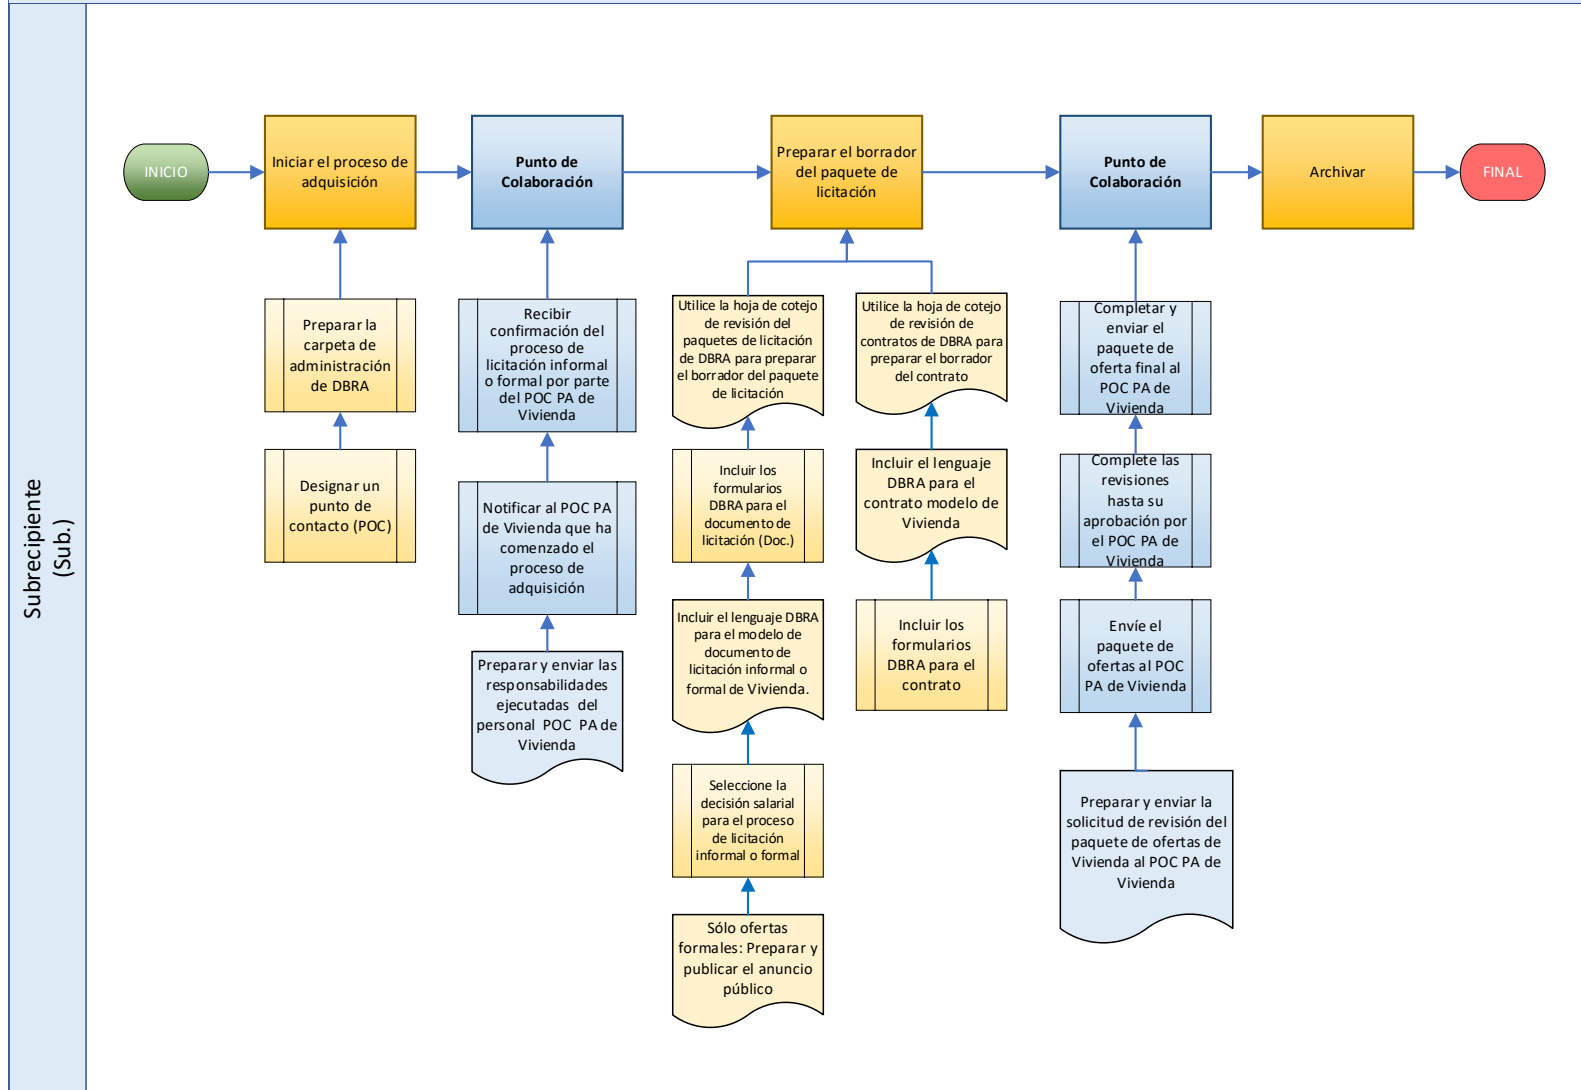 Subrecipiente
(Sub.)
INICIO
Iniciar el proceso de
adquisición
Punto de
Colaboración
Preparar el borrador
del paquete de
licitación
Punto de
Colaboración
Archivar
FINAL
Preparar la
carpeta de
administración
de DBRA
Designar un
punto de
contacto (POC)
Recibir
confirmación del
proceso de
licitación informal
o formal por parte
del POC PA de
Vivienda
Notificar al POC PA
de Vivienda que ha
comenzado el
proceso de
adquisición
Preparar y enviar las
responsabilidades
ejecutadas del
personal POC PA de
Vivienda
Utilice la hoja de cotejo
de revisión del
paquetes de licitación
de DBRA para preparar
el borrador del paquete
de licitación
Incluir los
formularios
DBRA para el
documento de
licitación (Doc.)
Incluir el lenguaje DBRA
para el modelo de
documento de
licitación informal o
formal de Vivienda.
Seleccione la
decisión salarial
para el proceso
de licitación
informal o formal
Sólo ofertas
formales: Preparar y
publicar el anuncio
público
Utilice la hoja de cotejo
de revisión de
contratos de DBRA para
preparar el borrador
del contrato
Incluir el lenguaje
DBRA para el
contrato modelo de
Vivienda
Incluir los
formularios
DBRA para el
contrato
Completar y
enviar el
paquete de
oferta final al
POC PA de
Vivienda
Complete las
revisiones
hasta su
aprobación por
el POC PA de
Vivienda
Envíe el
paquete de
ofertas al POC
PA de Vivienda
Preparar y enviar la
solicitud de revisión del
paquete de ofertas de
Vivienda al POC PA de
Vivienda